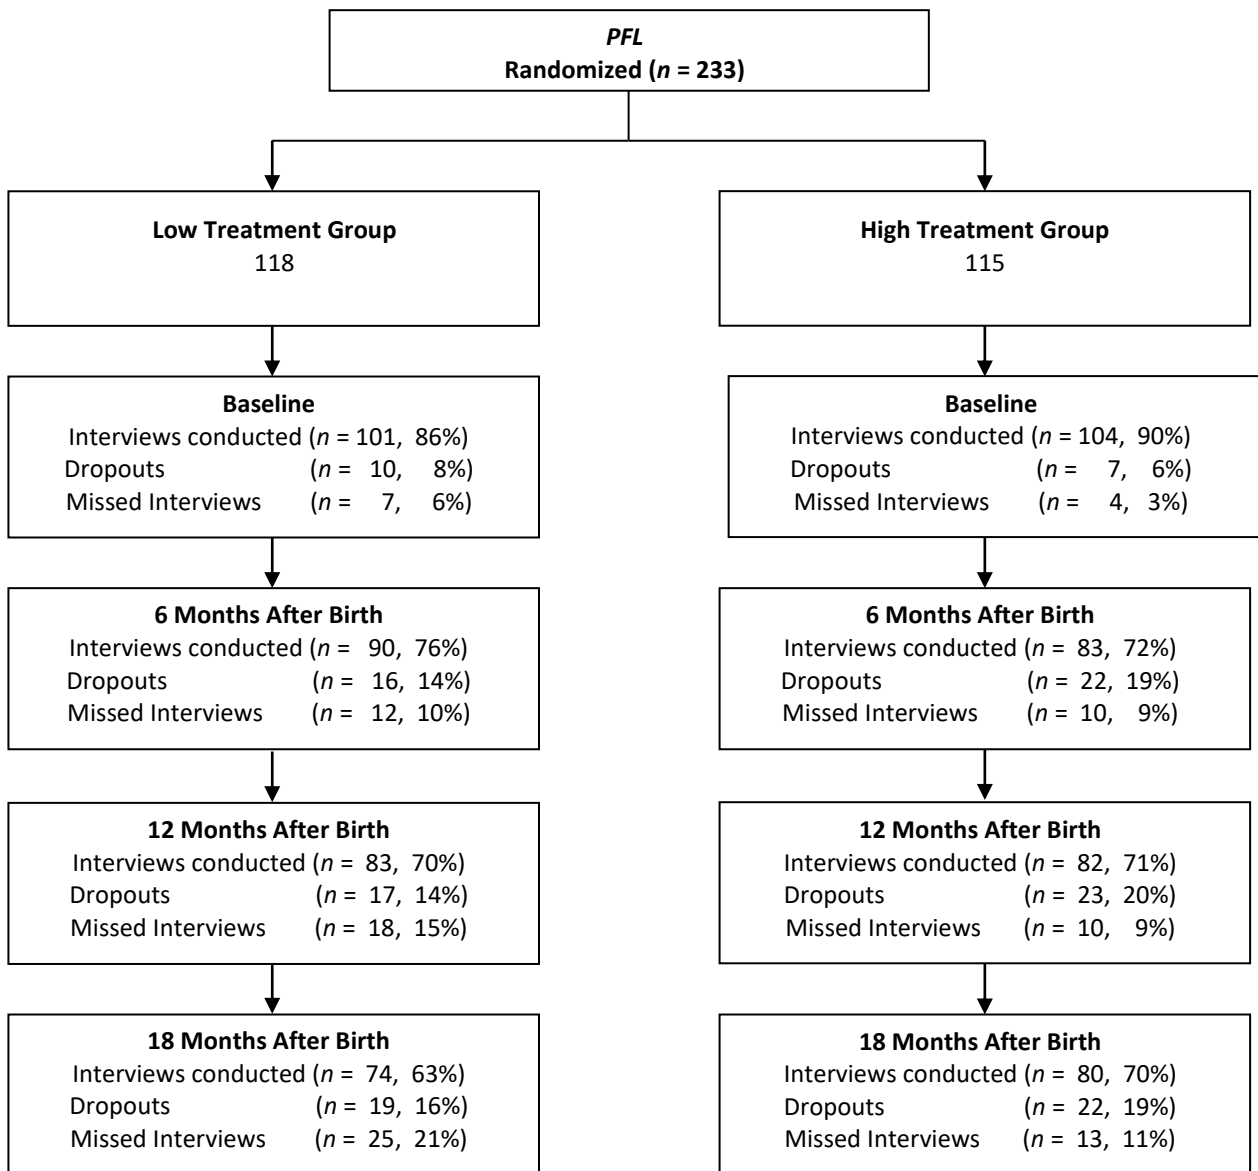 PFL
Randomized (n = 233)
Low Treatment Group
118
High Treatment Group
115
Baseline
Interviews conducted (n = 101, 86%)
Dropouts (n = 10, 8%)
Missed Interviews (n = 7, 6%)
Baseline
Interviews conducted (n = 104, 90%)
Dropouts (n = 7, 6%)
Missed Interviews (n = 4, 3%)
6 Months After Birth
Interviews conducted (n = 90, 76%)
Dropouts (n = 16, 14%)
Missed Interviews (n = 12, 10%)
6 Months After Birth
Interviews conducted (n = 83, 72%)
Dropouts (n = 22, 19%)
Missed Interviews (n = 10, 9%)
12 Months After Birth
Interviews conducted (n = 83, 70%)
Dropouts (n = 17, 14%)
Missed Interviews (n = 18, 15%)
12 Months After Birth
Interviews conducted (n = 82, 71%)
Dropouts (n = 23, 20%)
Missed Interviews (n = 10, 9%)
18 Months After Birth
Interviews conducted (n = 74, 63%)
Dropouts (n = 19, 16%)
Missed Interviews (n = 25, 21%)
18 Months After Birth
Interviews conducted (n = 80, 70%)
Dropouts (n = 22, 19%)
Missed Interviews (n = 13, 11%)